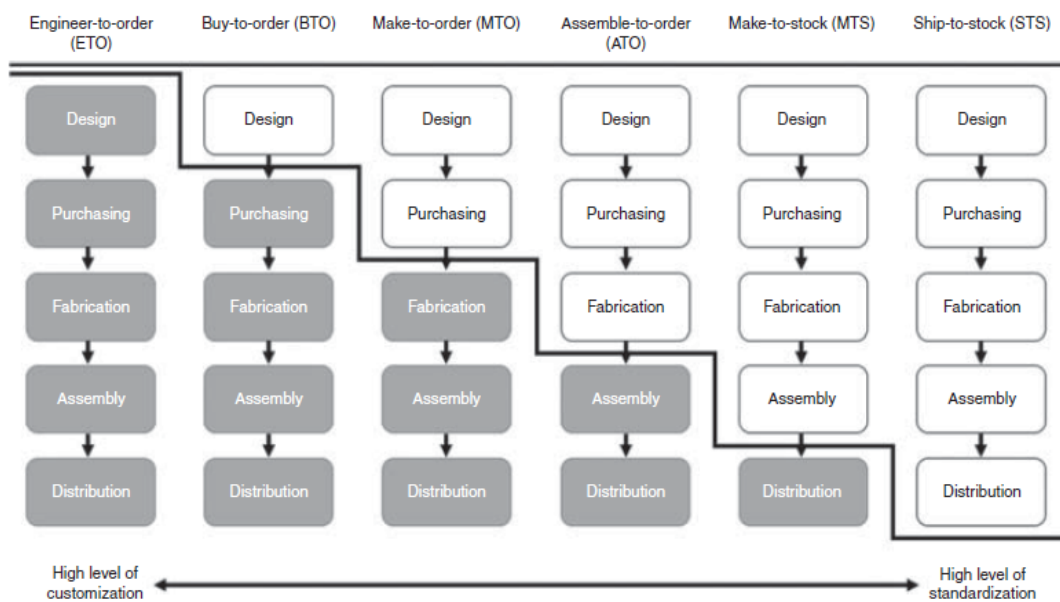 Engineer-to-order
(ETO)
Buy-to-order (BTO)
Make-to-order (MTO)
Assemble-to-order
(ATO)
Make-to-stock (MTS)
Ship-to-stock (STS)
Design
Design
Design
Design
Design
Design
Purchasing
Purchasing
Purchasing
Purchasing
Purchasing
Purchasing
Fabrication
Fabrication
Fabrication
Fabrication
Fabrication
Fabrication
Assembly
Assembly
Assembly
Assembly
Assembly
Assembly
Distribution
Distribution
Distribution
Distribution
Distribution
Distribution
High level of
customization
High level of
standardization